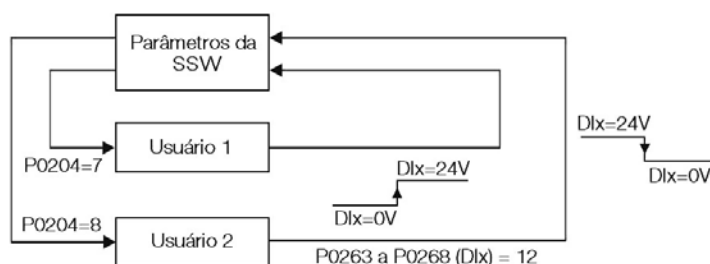 Parâmetros da
SSW
DIx=24V
Usuário 1
P0204=7
DIx=24V
DIx=0V
DIx=0V
P0204=8
Usuário 2
P0263 a P0268 (DIx) = 12